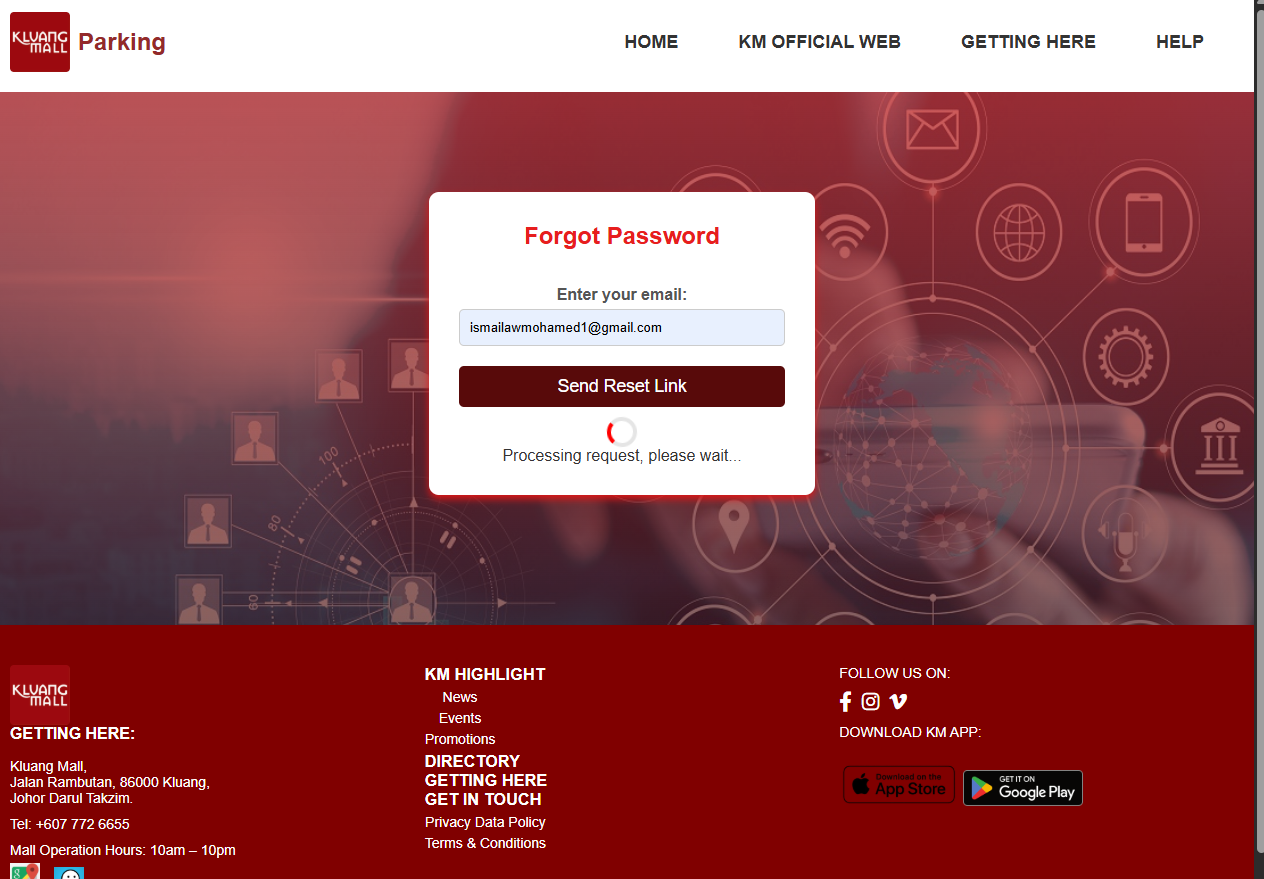 KLUANG
MALL
Parking
HOME
KM OFFICIAL WEB
GETTING HERE
HELP
Forgot Password
Enter your email:
ismailawmohamed1@gmail.com
Send Reset Link
Processing request, please wait...
100
80
60
KLUANG
MALL
GETTING HERE:
Kluang Mall,
Jalan Rambutan, 86000 Kluang,
Johor Darul Takzim.
Tel: +607 772 6655
Mall Operation Hours: 10am – 10pm
KM HIGHLIGHT
News
Events
Promotions
DIRECTORY
GETTING HERE
GET IN TOUCH
Privacy Data Policy
Terms & Conditions
FOLLOW US ON:
DOWNLOAD KM APP:
Download on the
App Store
GET IT ON
Google Play